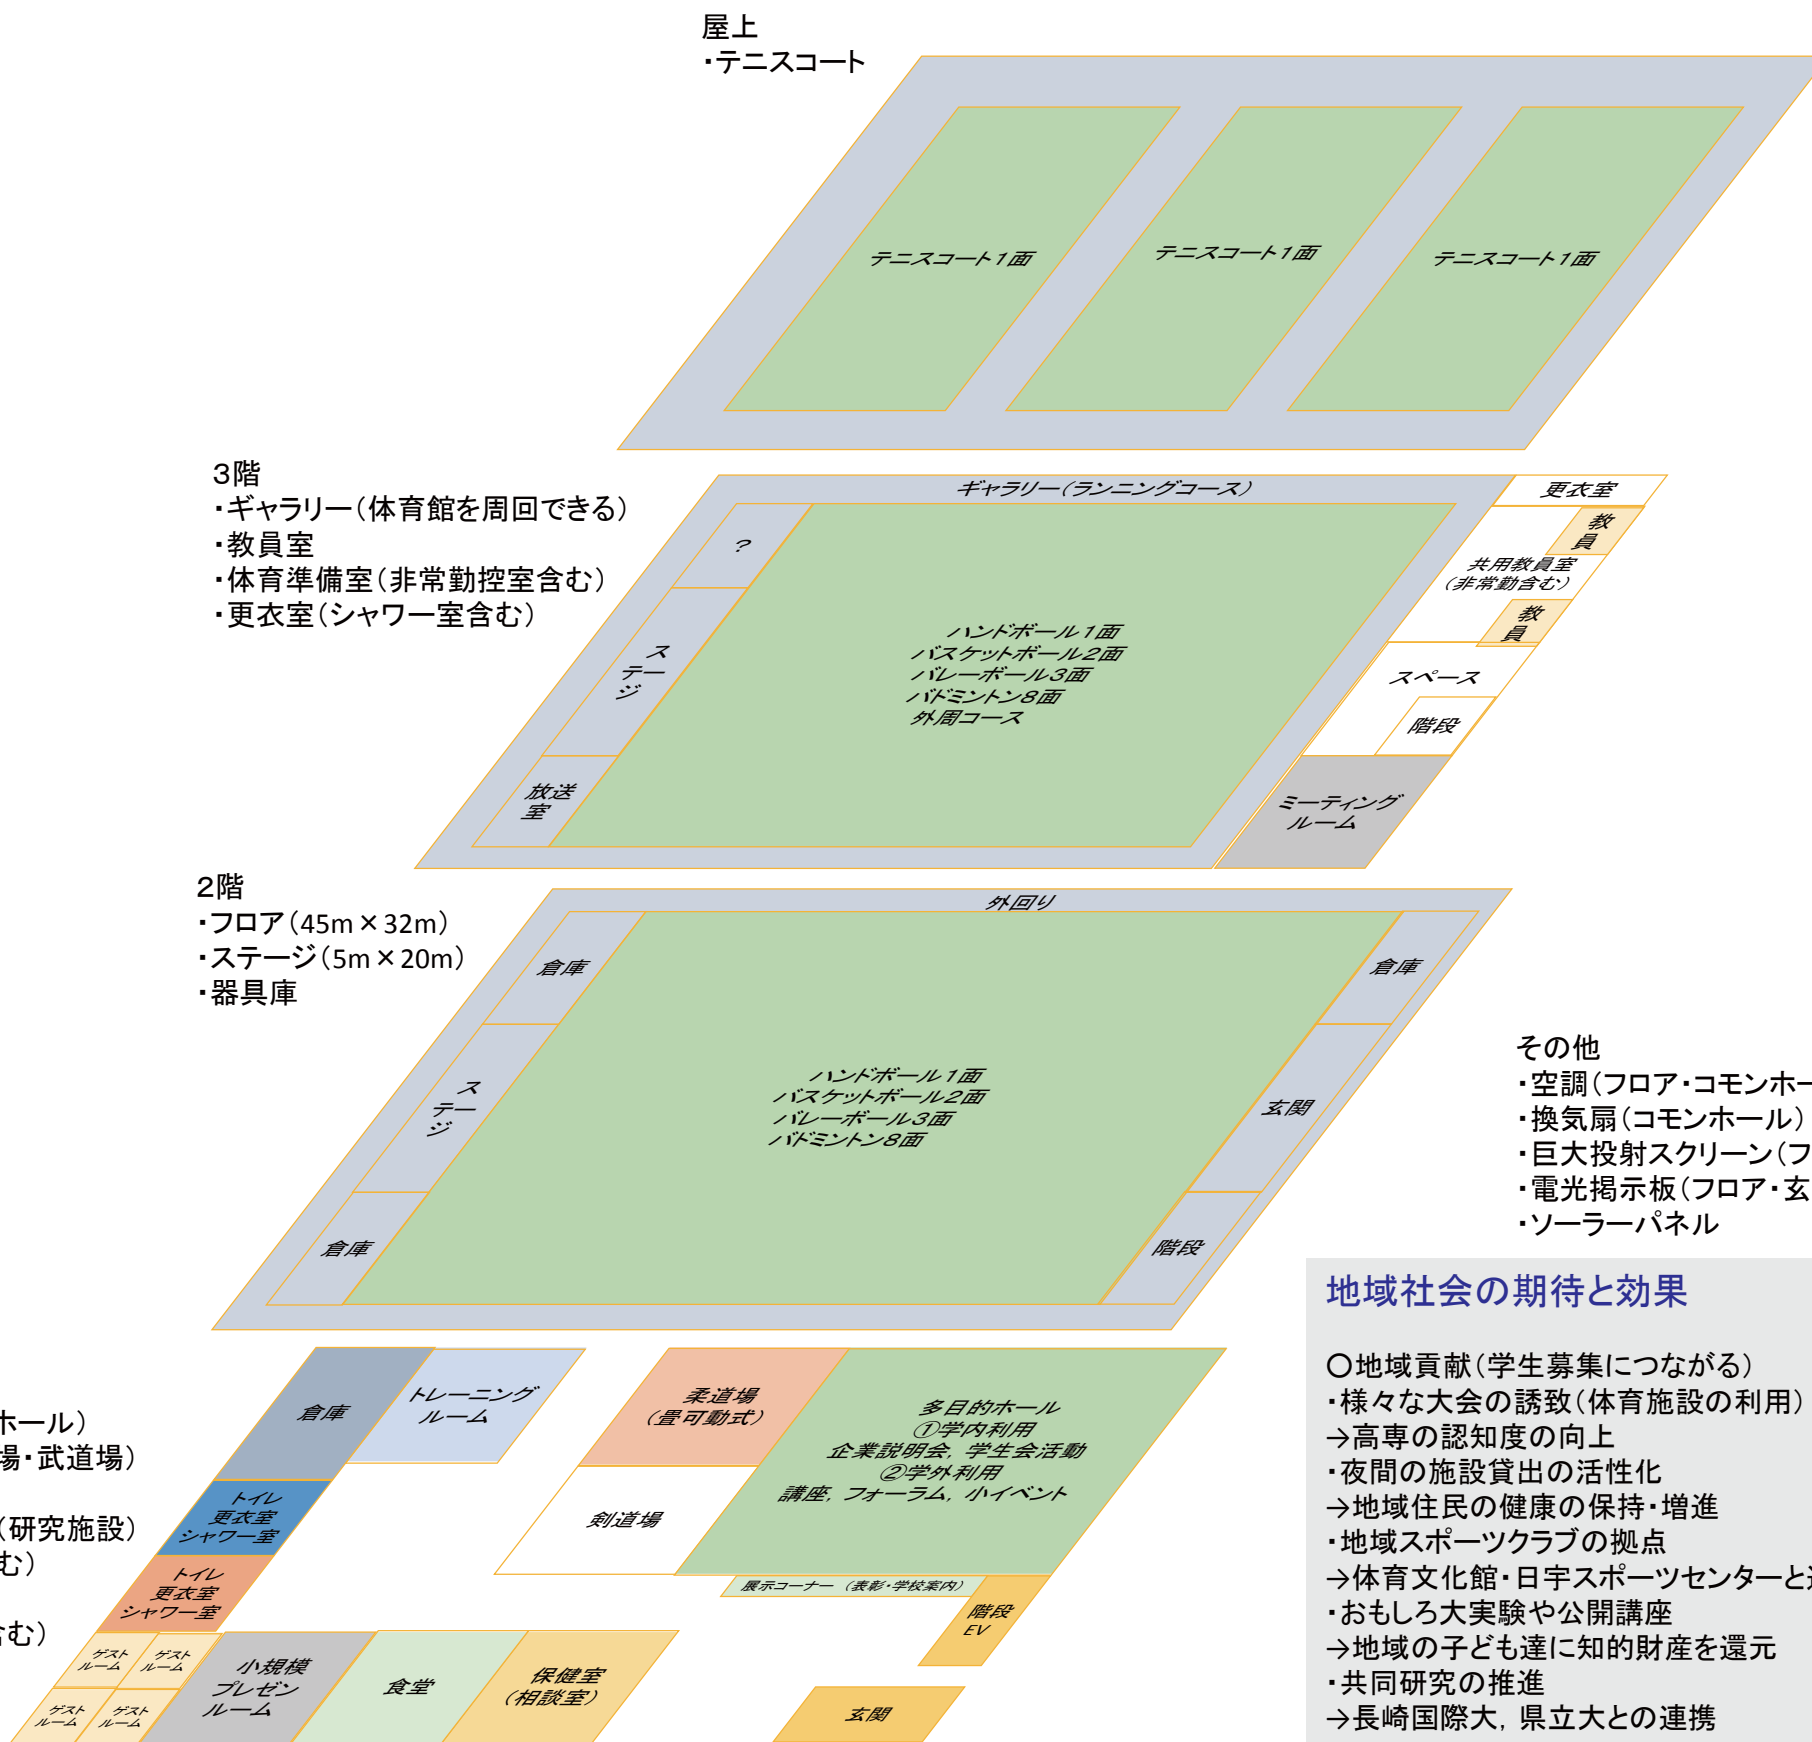 屋上
・テニスコート
テニスコート1面
テニスコート1面
テニスコート1面
3階
・ギャラリー(体育館を周回できる)
・教員室
・体育準備室(非常勤控室含む)
・更衣室(シャワー室含む)
ギャラリー(ランニングコース)
?
ス
テー
ジ
放送
室
ハンドボール1面
バスケットボール2面
バレーボール3面
バドミントン8面
外周コース
更衣室
教
員
共用教員室
(非常勤含む)
教
員
スペース
階段
ミーティング
ルーム
2階
・フロア(45m×32m)
・ステージ(5m×20m)
・器具庫
外回り
倉庫
ス
テー
ジ
倉庫
ハンドボール1面
バスケットボール2面
バレーボール3面
バドミントン8面
倉庫
玄関
階段
その他
・空調(フロア・コモンホー
・換気扇(コモンホール)
・巨大投射スクリーン(フ
・電光掲示板(フロア・玄
・ソーラーパネル
ホール)
場・武道場)
(研究施設)
む)
含む)
倉庫
トレーニング
ルーム
トイレ
更衣室
シャワー室
トイレ
更衣室
シャワー室
ゲスト
ルーム
ゲスト
ルーム
ゲスト
ルーム
ゲスト
ルーム
小規模
プレゼン
ルーム
食堂
保健室
(相談室)
柔道場
(畳可動式)
剣道場
多目的ホール
①学内利用
企業説明会, 学生会活動
②学外利用
講座, フォーラム, 小イベント
展示コーナー (表彰・学校案内)
階段
EV
玄関
地域社会の期待と効果
○地域貢献(学生募集につながる)
・様々な大会の誘致(体育施設の利用)
→高専の認知度の向上
・夜間の施設貸出の活性化
→地域住民の健康の保持・増進
・地域スポーツクラブの拠点
→体育文化館・日宇スポーツセンターと
・おもしろ大実験や公開講座
→地域の子ども達に知的財産を還元
・共同研究の推進
→長崎国際大, 県立大との連携